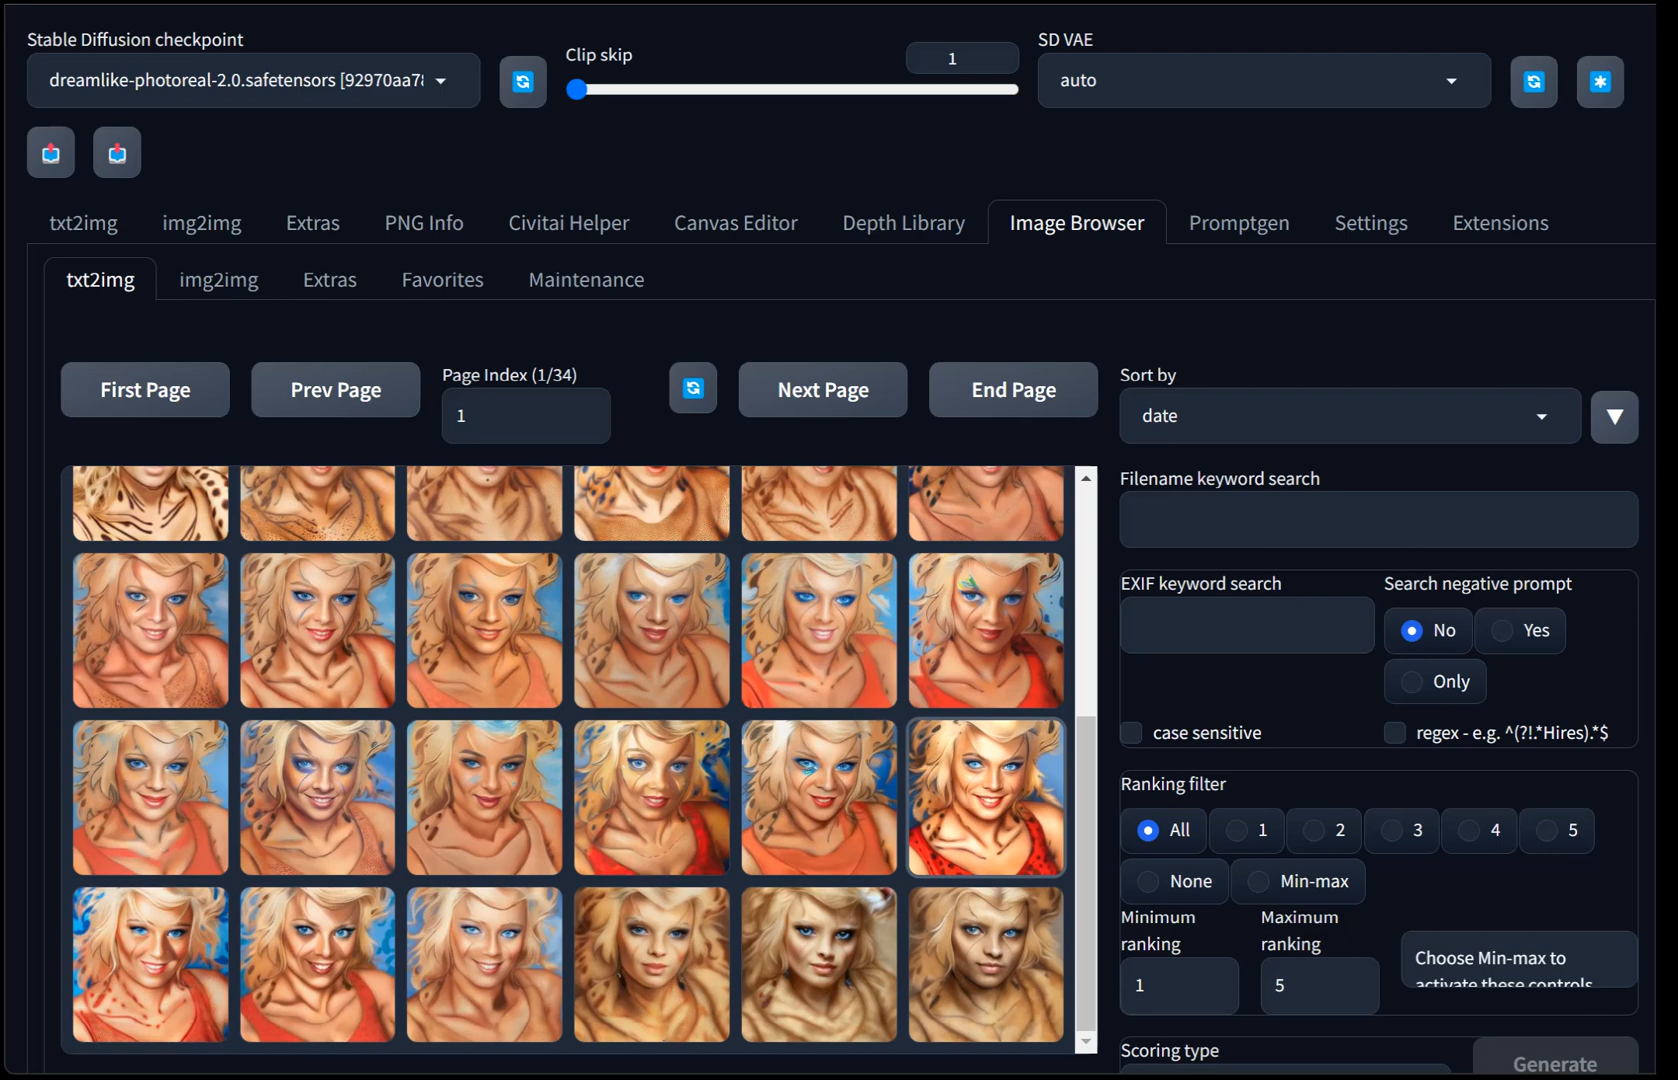 Stable Diffusion checkpoint
dreamlike-photoreal-2.0.safetensors [92970aa78
Clip skip
1
SD VAE
auto
txt2img
img2img
Extras
PNG Info
Civitai Helper
Canvas Editor
Depth Library
Image Browser
Promptgen
Settings
Extensions
txt2img
img2img
Extras
Favorites
Maintenance
First Page
Prev Page
Page Index (1/34)
1
Next Page
End Page
Sort by
date
Filename keyword search
EXIF keyword search
Search negative prompt
No
Yes
Only
case sensitive
regex - e.g. ^(?!.*Hires).*$
Ranking filter
All
1
2
3
4
5
None
Min-max
Minimum
ranking
1
Maximum
ranking
5
Choose Min-max to
activate these controls
Scoring type
Generate